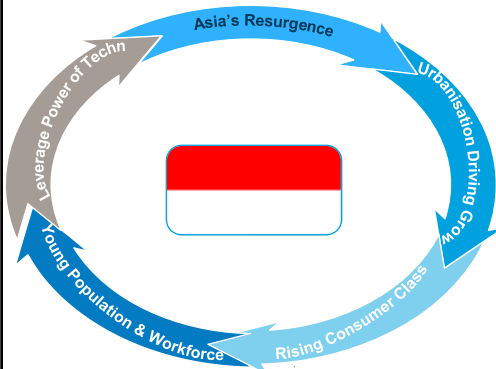 Asia’s Resurgence
Urbanisation Driving Grow
Rising Consumer Class
Young Population & Workforce
Leverage Power of Techn